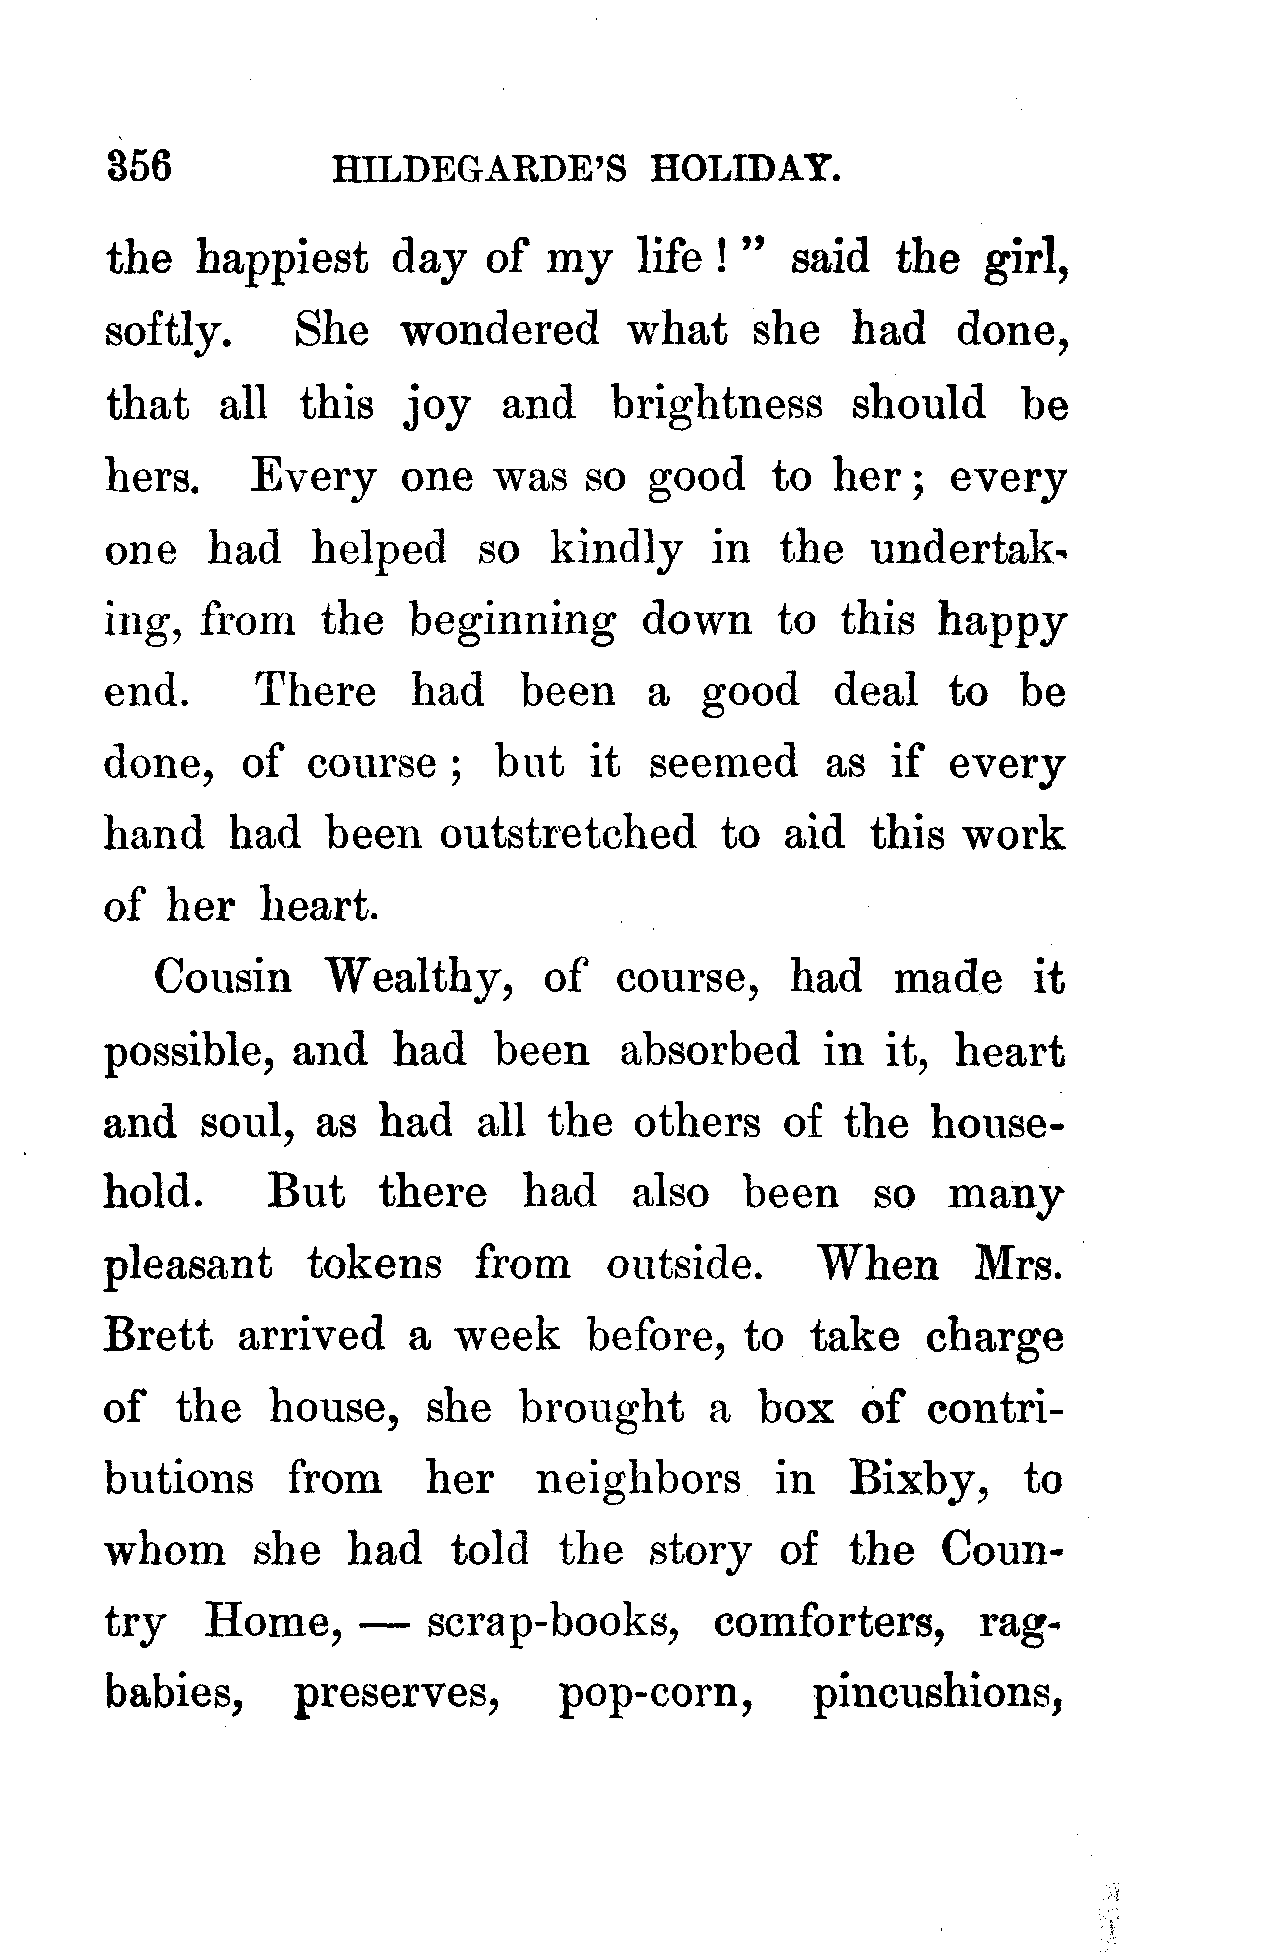 356 HILDEGARDE'S HOLIDAY.
the happiest day of my life!" said the girl,
softly. She wondered what she had done,
that all this joy and brightness should be
hers. Every one was so good to her; every
one had helped so kindly in the undertak-
ing, from the beginning down to this happy
end. There had been a good deal to be
done, of course; but it seemed as if every
hand had been outstretched to aid this work
of her heart.
Cousin Wealthy, of course, had made it
possible, and had been absorbed in it, heart
and soul, as had all the others of the house-
hold. But there had also been so many
pleasant tokens from outside. When Mrs.
Brett arrived a week before, to take charge
of the house, she brought a box of contri-
butions from her neighbors in Bixby, to
whom she had told the story of the Coun-
try Home, — scrap-books, comforters, rag-
babies, preserves, pop-corn, pincushions,